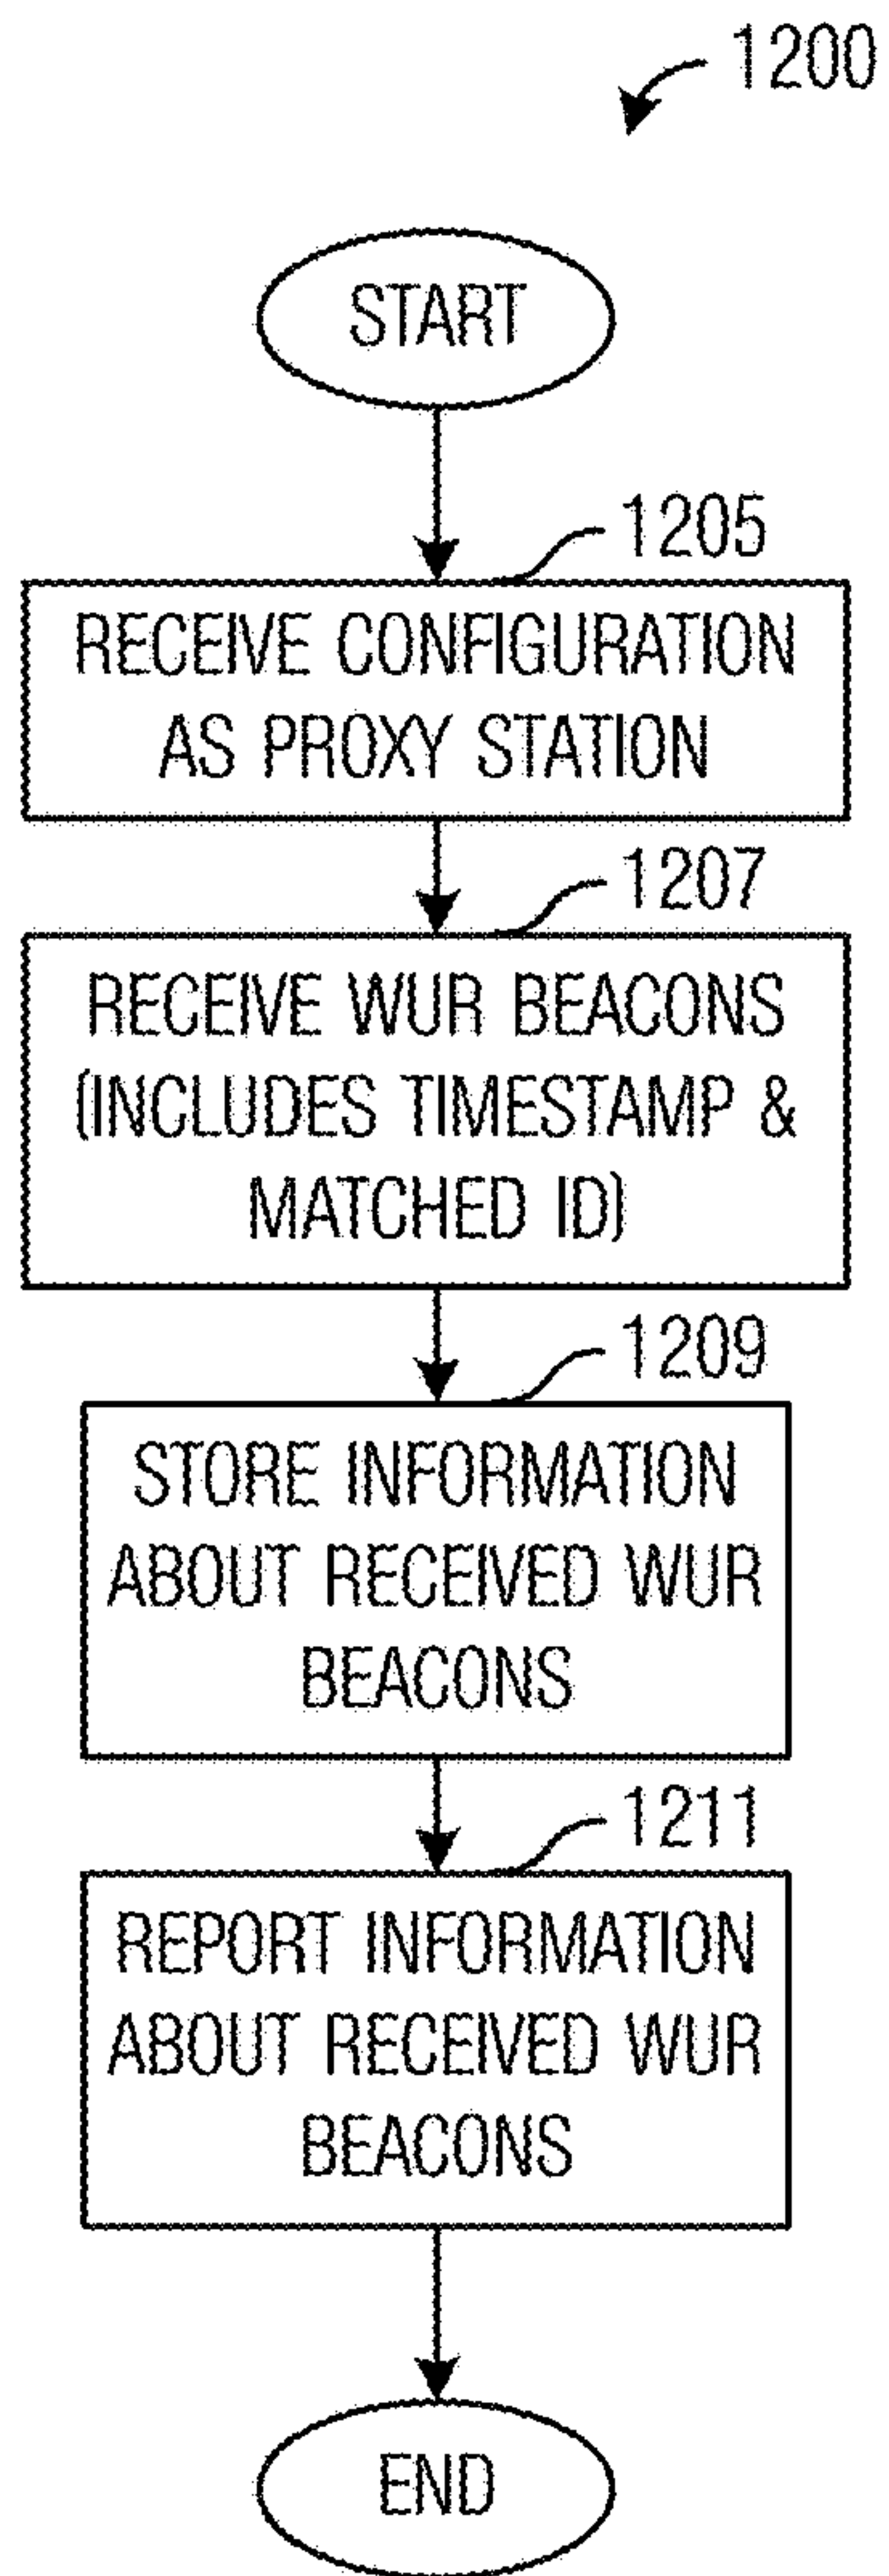 1200
START
1205
RECEIVE CONFIGURATION
AS PROXY STATION
1207
RECEIVE WUR BEACONS
(INCLUDES TIMESTAMP &
MATCHED ID)
1209
STORE INFORMATION
ABOUT RECEIVED WUR
BEACONS
1211
REPORT INFORMATION
ABOUT RECEIVED WUR
BEACONS
END